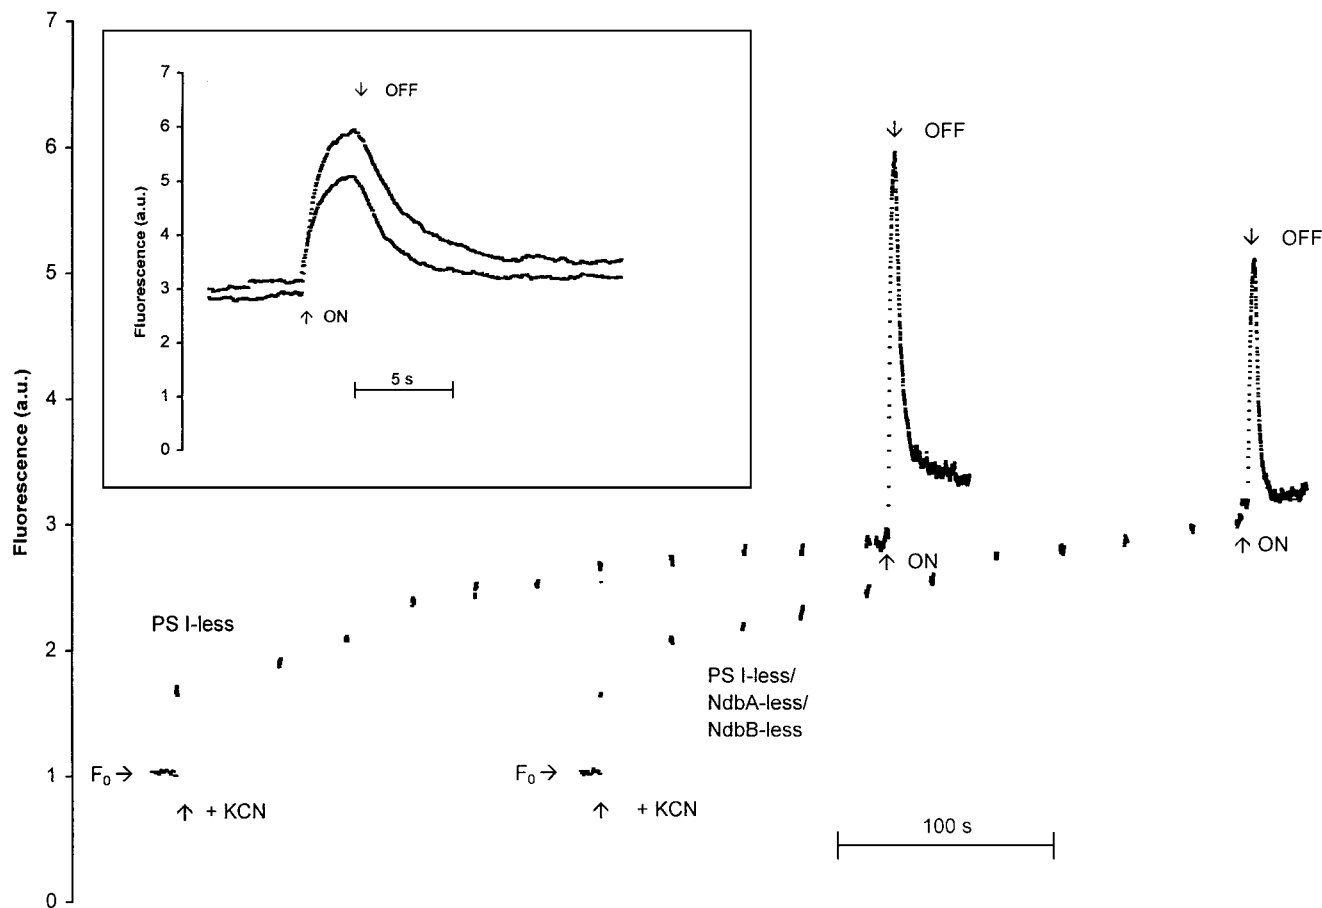 7
6
5
4
3
2
1
0
Fluorescence (a.u.)
7
6
5
4
3
2
1
0
Fluorescence (a.u.)
↓ OFF
↑ ON
5 s
↓ OFF
↑ ON
↓ OFF
↑ ON
PS I-less
F₀ →
↑ + KCN
PS I-less/
NdbA-less/
NdbB-less
F₀ →
↑ + KCN
100 s